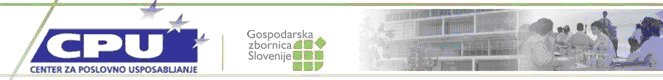 CPU
CENTER ZA POSLOVNO USPOSABLJANJE
Gospodarska
zbornica
Slovenije